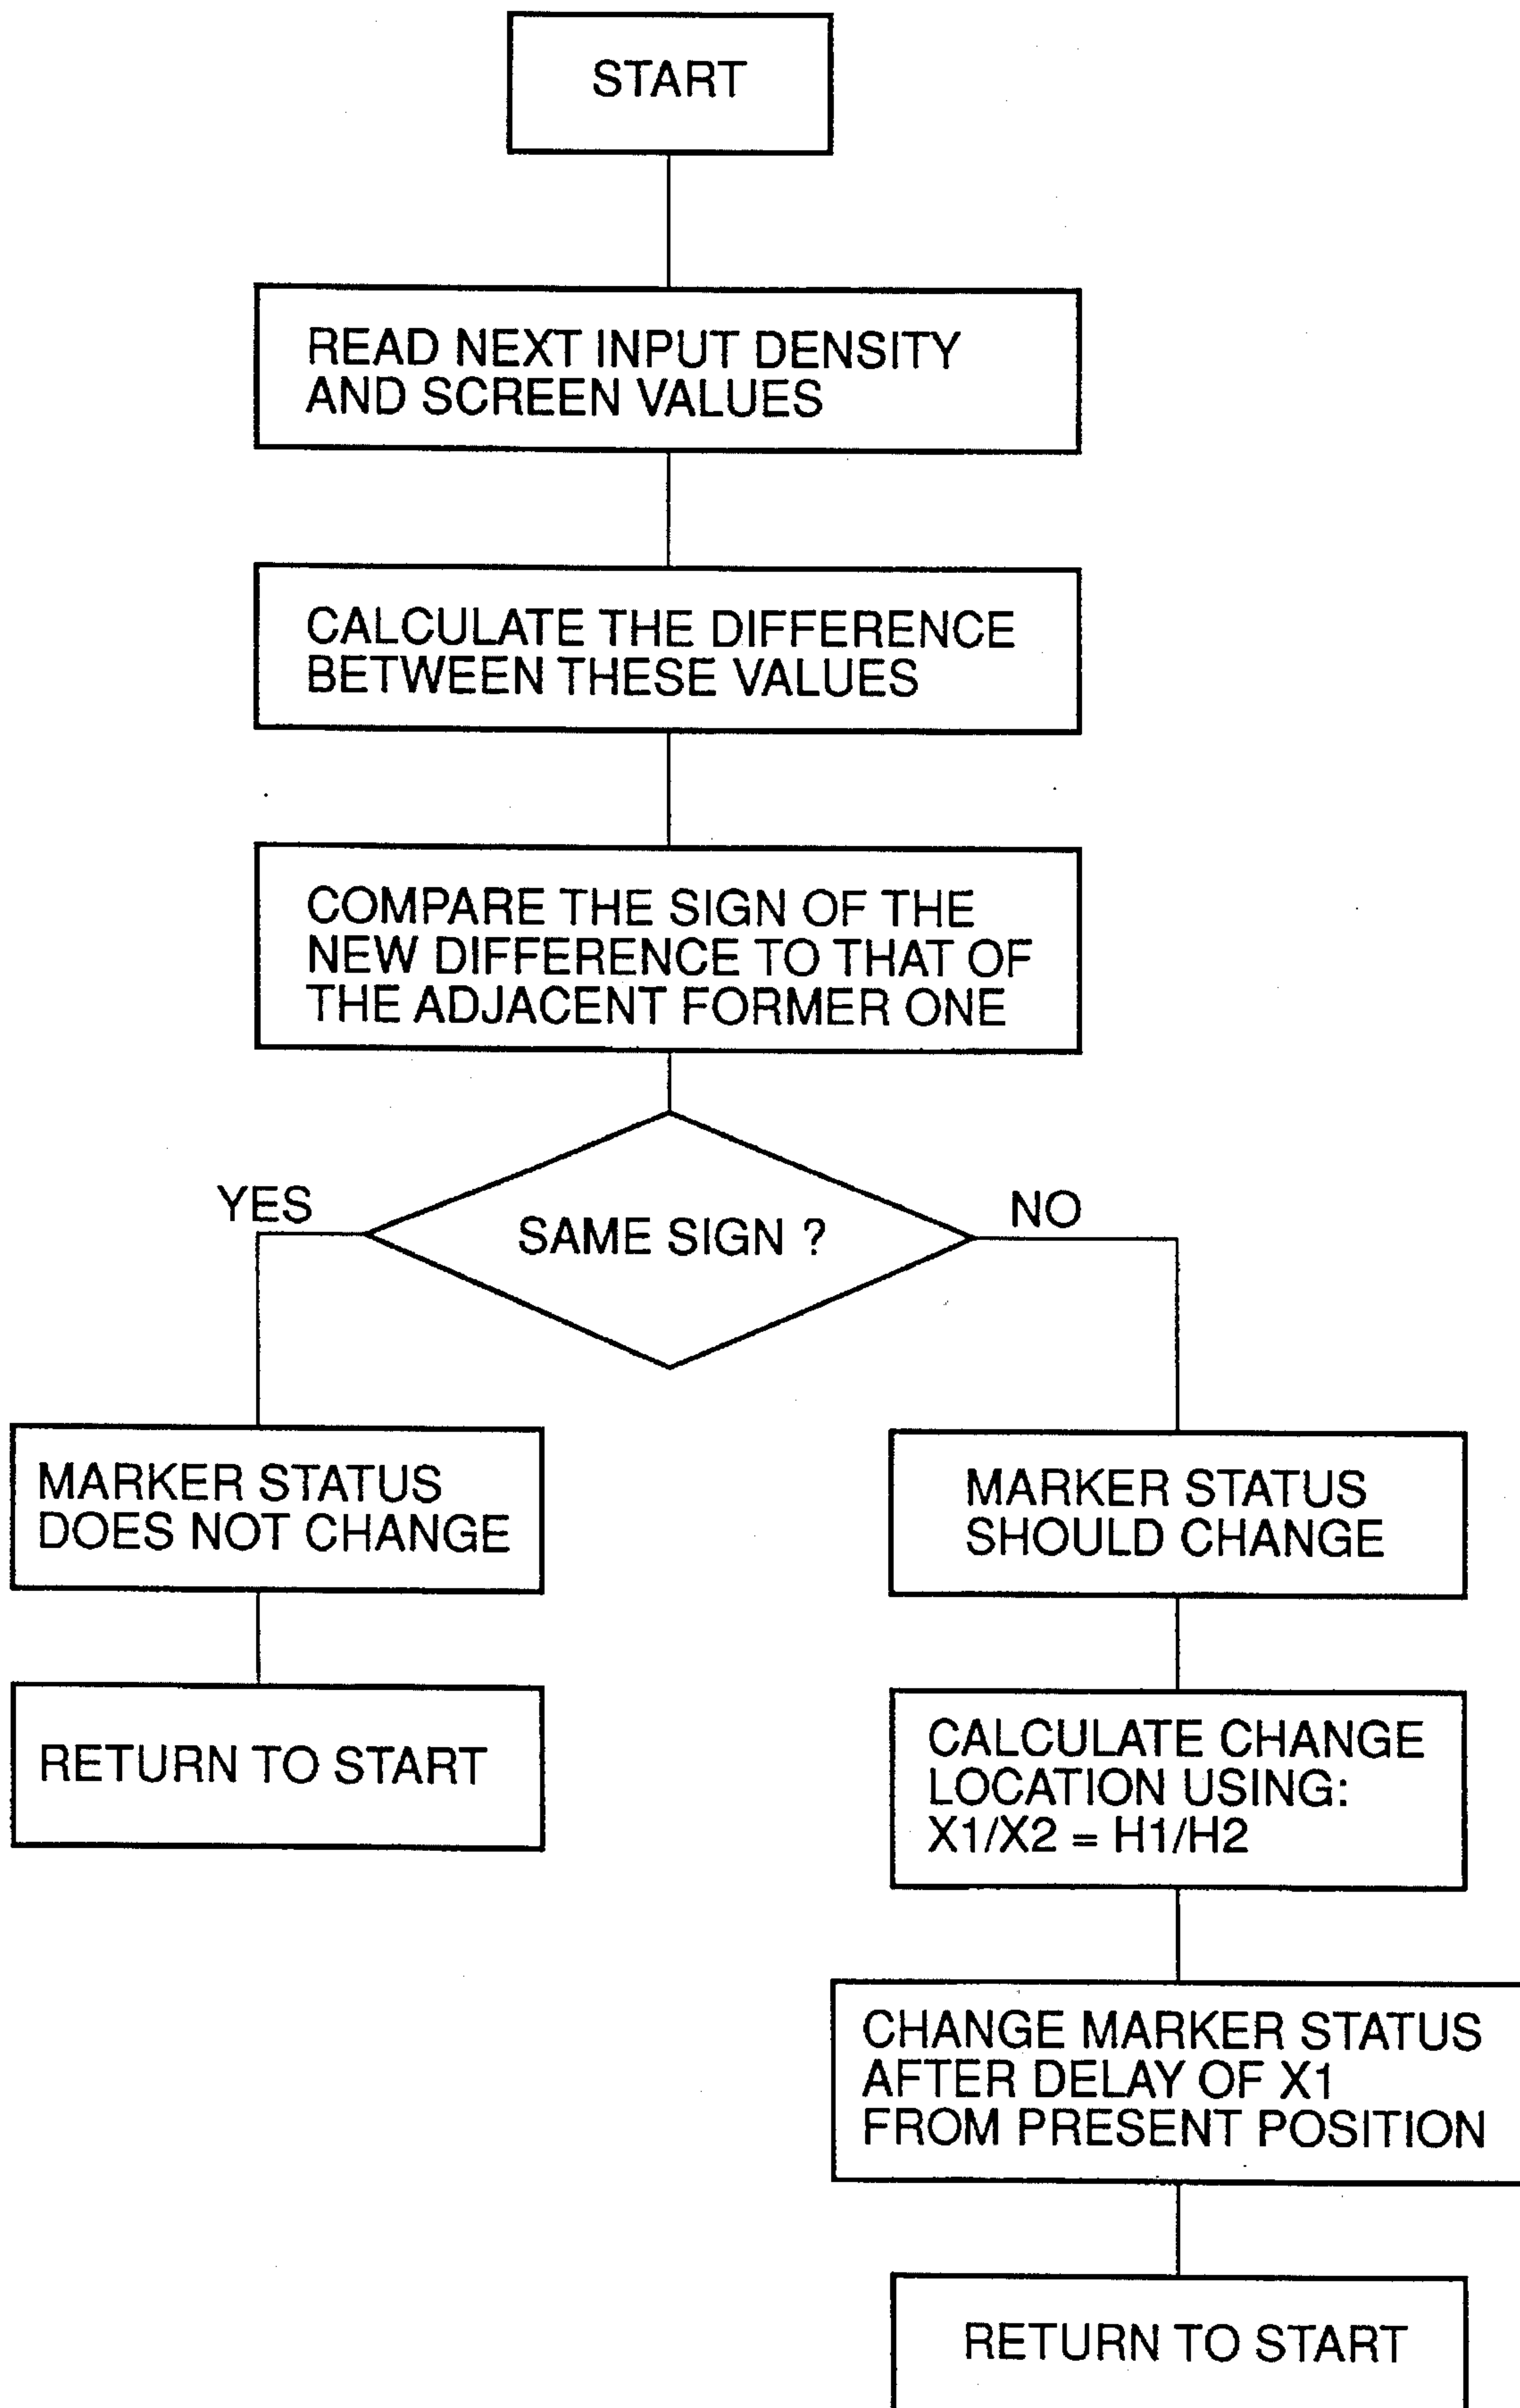 START
READ NEXT INPUT DENSITY
AND SCREEN VALUES
CALCULATE THE DIFFERENCE
BETWEEN THESE VALUES
COMPARE THE SIGN OF THE
NEW DIFFERENCE TO THAT OF
THE ADJACENT FORMER ONE
YES
SAME SIGN ?
NO
MARKER STATUS
DOES NOT CHANGE
RETURN TO START
MARKER STATUS
SHOULD CHANGE
CALCULATE CHANGE
LOCATION USING:
X1/X2 = H1/H2
CHANGE MARKER STATUS
AFTER DELAY OF X1
FROM PRESENT POSITION
RETURN TO START